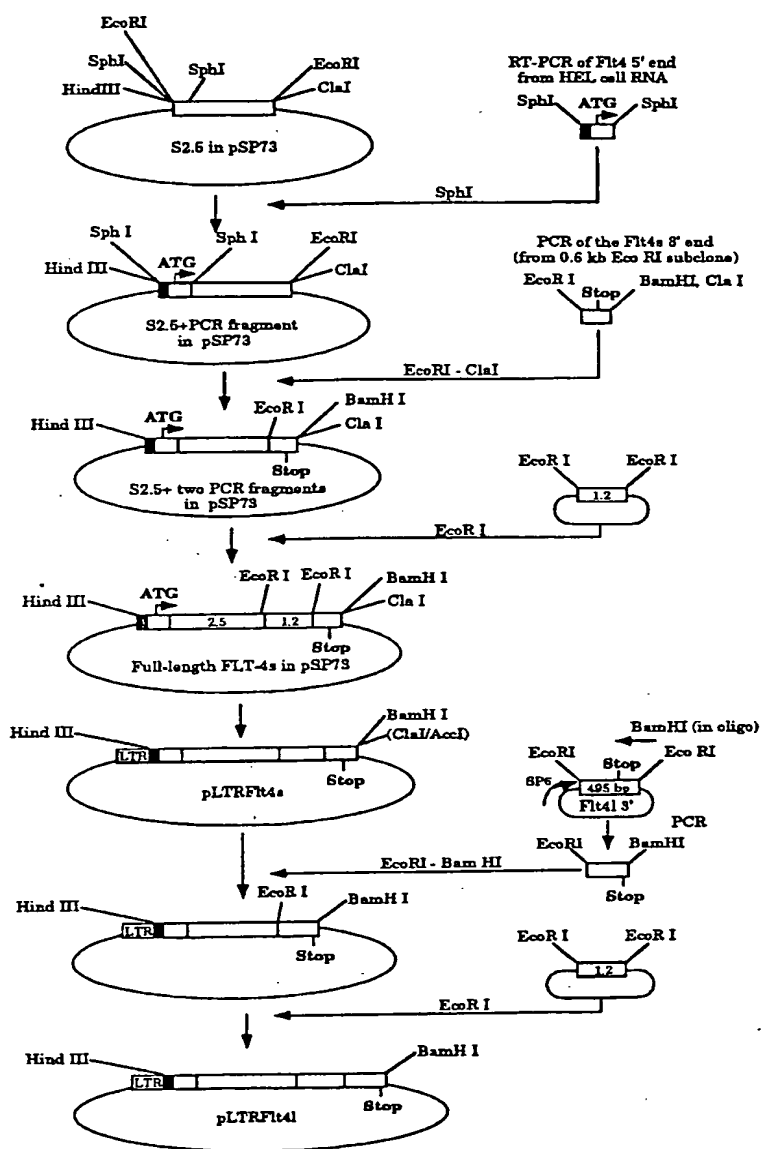 EcoRI
SphI
SphI
EcoRI
HindIII
ClaI
S2.5 in pSP73
RT-PCR of Flt4 5' end
from HEL cell RNA
SphI
ATG
SphI
SphI
Sph I
Sph I
EcoRI
ATG
Hind III
ClaI
S2.5+PCR fragment
in pSP73
PCR of the Flt4s 3' end
(from 0.6 kb Eco RI subclone)
EcoR I
BamHI, Cla I
Stop
EcoRI - ClaI
BamH I
EcoR I
ATG
Hind III
Cla I
Stop
S2.5+ two PCR fragments
in pSP73
EcoR I
EcoR I
1.2
EcoR I
EcoR I
EcoR I
BamH I
ATG
Hind III
Cla I
2.5
1.2
Stop
Full-length FLT-4s in pSP73
BamH I
Hind III
(ClaI/AccI)
LTR
Stop
pLTRFlt4s
BamHI (in oligo)
EcoRI
Stop
Eco RI
SP6
495 bp
Flt4l 3'
PCR
EcoRI
BamHI
EcoRI - Bam HI
Stop
EcoR I
BamH I
Hind III
LTR
Stop
EcoR I
EcoR I
1.2
EcoR I
BamH I
Hind III
LTR
Stop
pLTRFlt4l